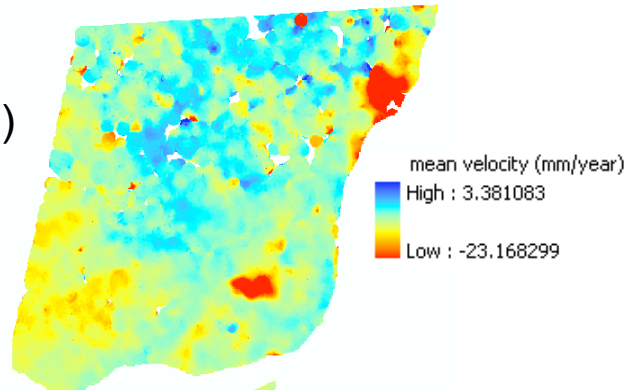 )
mean velocity (mm/year)
High : 3.381083
Low : -23.168299